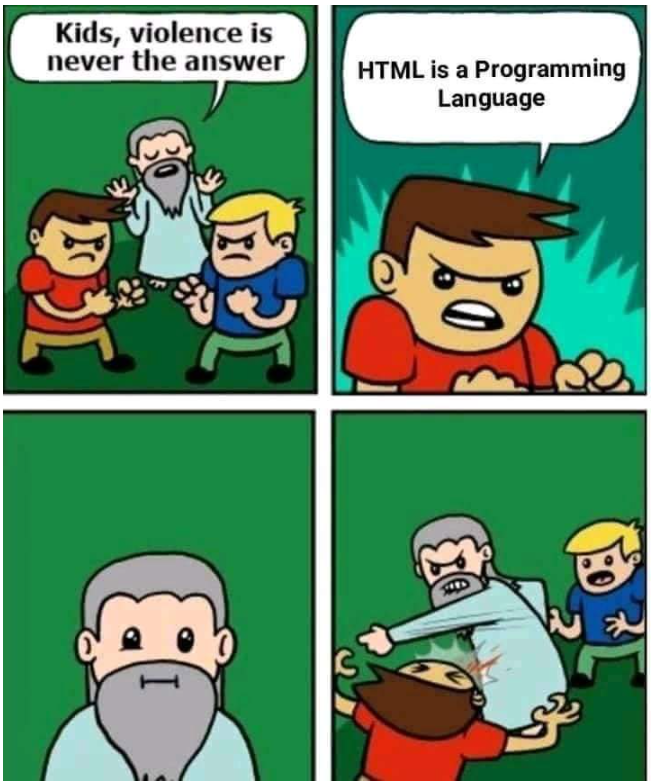 Kids, violence is
never the answer
HTML is a Programming
Language